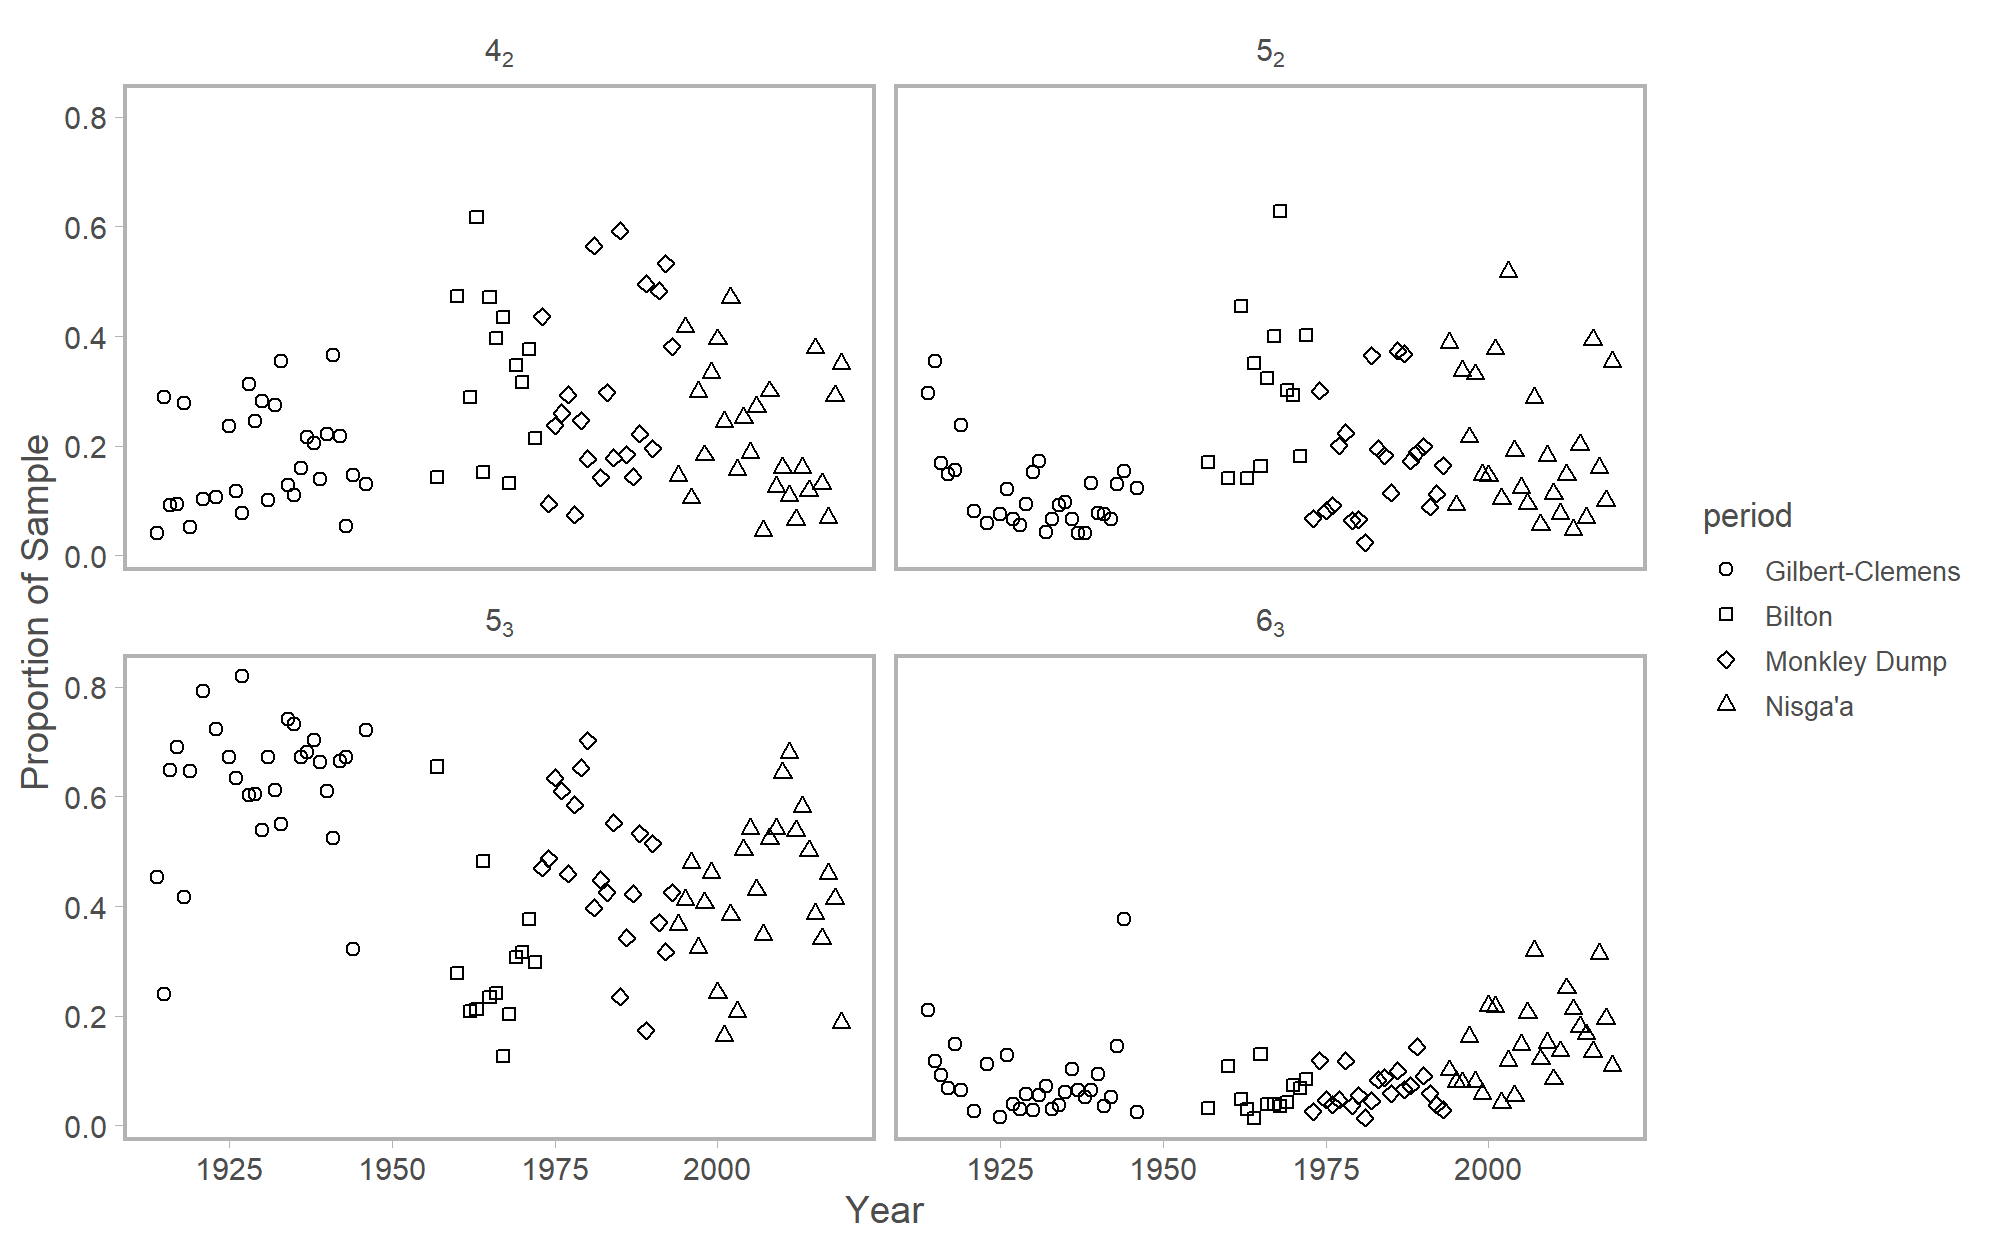 4₂
5₂
0.8
0.6
0.4
0.2
0.0
5₃
6₃
0.8
0.6
0.4
0.2
0.0
1925 1950 1975 2000
1925 1950 1975 2000
Year
Proportion of Sample
period
Gilbert-Clemens
Bilton
Monkley Dump
Nisga'a